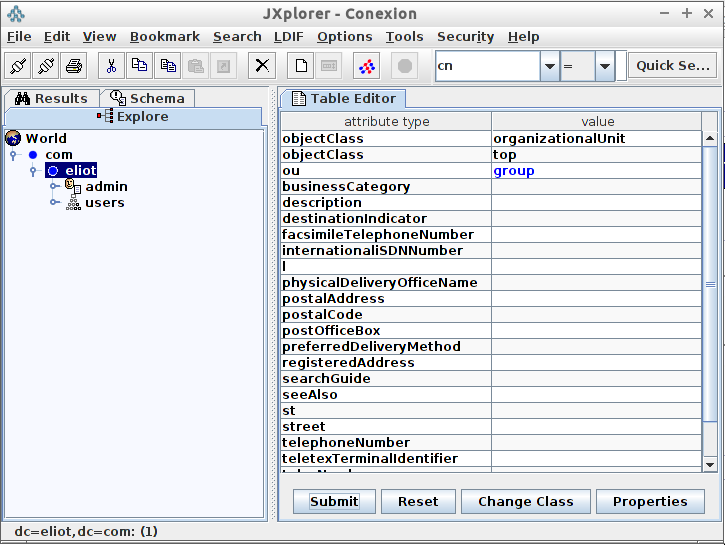 JXplorer - Conexion
File Edit View Bookmark Search LDIF Options Tools Security Help
cn = Quick Se...
Results Schema
Explore
World
com
eliot
admin
users
Table Editor
attribute type value
objectClass organizationalUnit
objectClass top
ou group
businessCategory
description
destinationIndicator
facsimileTelephoneNumber
internationaliSDNNumber
l
physicalDeliveryOfficeName
postalAddress
postalCode
postOfficeBox
preferredDeliveryMethod
registeredAddress
searchGuide
seeAlso
st
street
telephoneNumber
teletexTerminalIdentifier
Submit Reset Change Class Properties
dc=eliot,dc=com: (1)